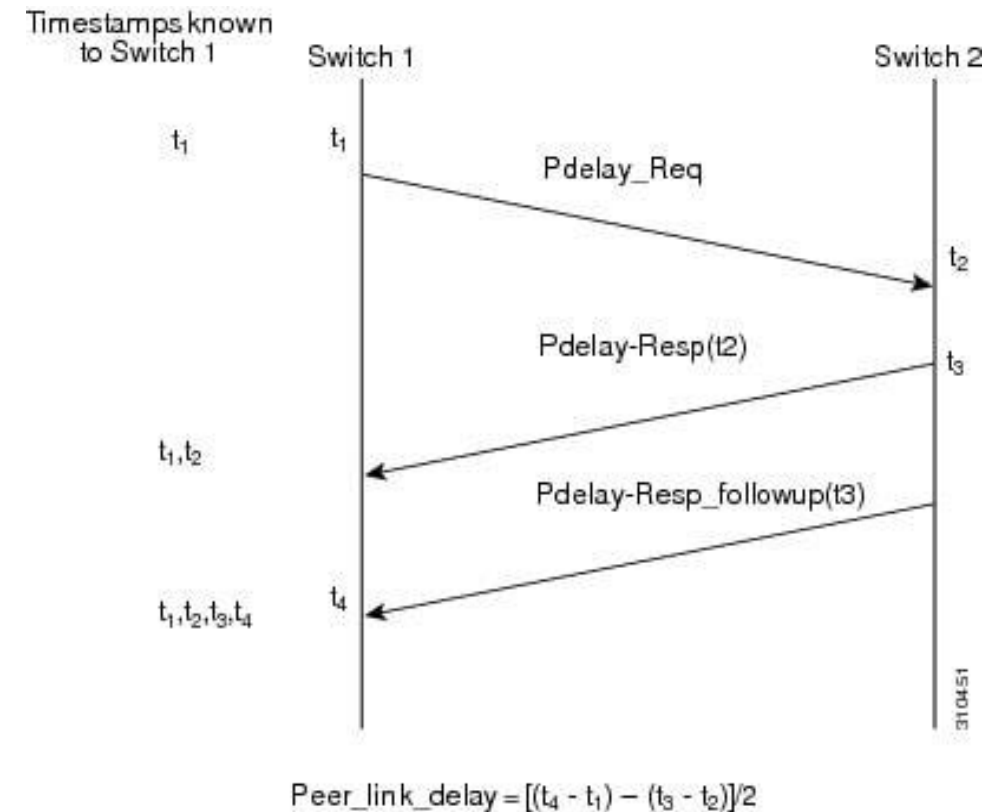 Timestamps known
to Switch 1
Switch 1
Switch 2
t₁
t₁
Pdelay_Req
t₂
Pdelay-Resp(t2)
t₃
t₁,t₂
Pdelay-Resp_followup(t3)
t₄
t₁,t₂,t₃,t₄
310451
Peer_link_delay = [(t₄ - t₁) – (t₃ - t₂)]/2